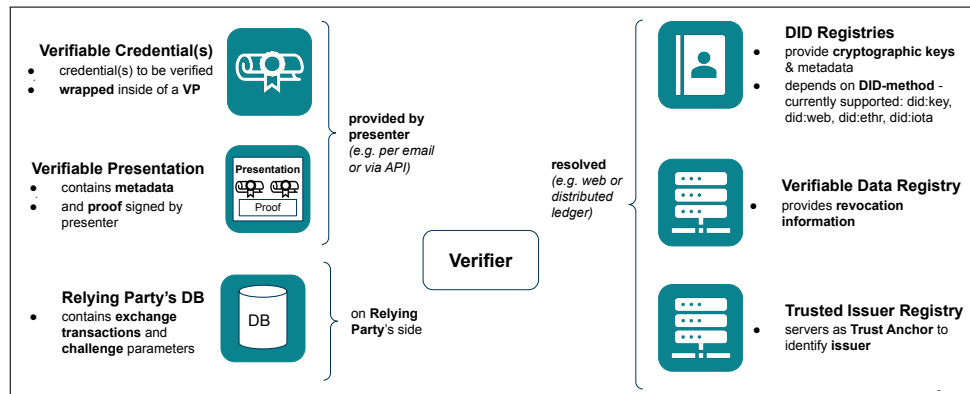 Verifiable Credential(s)
● credential(s) to be verified
● wrapped inside of a VP
Verifiable Presentation
● contains metadata
● and proof signed by
presenter
Presentation
Proof
Relying Party's DB
● contains exchange
transactions and
challenge parameters
DB
provided by
presenter
(e.g. per email
or via API)
on Relying
Party's side
Verifier
resolved
(e.g. web or
distributed
ledger)
DID Registries
● provide cryptographic keys
& metadata
● depends on DID-method -
currently supported: did:key,
did:web, did:ethr, did:iota
Verifiable Data Registry
● provides revocation
information
Trusted Issuer Registry
● servers as Trust Anchor to
identify issuer